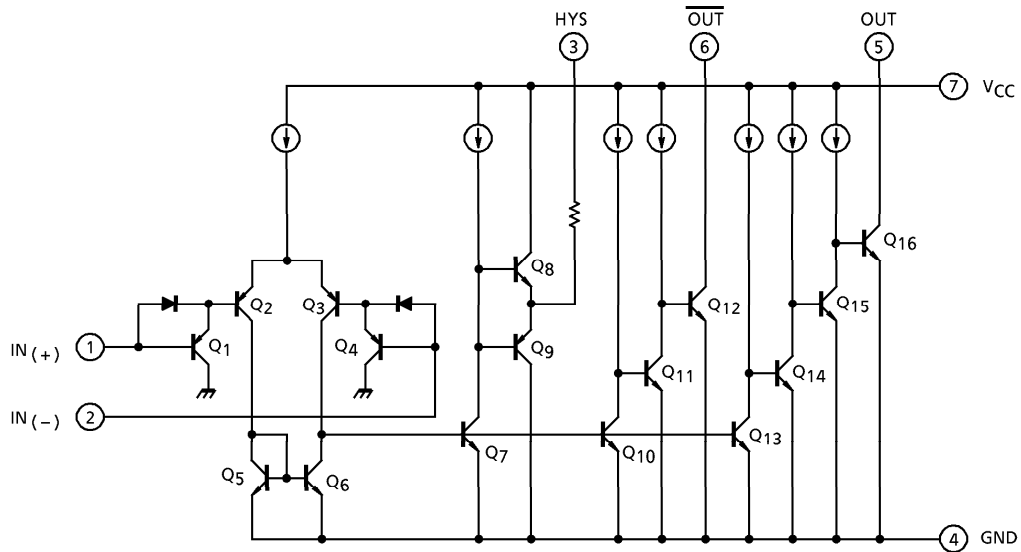 HYS
OUT
OUT
3
6
5
7
VCC
Q16
Q8
Q2
Q3
Q12
Q15
IN(+)
1
Q1
Q4
Q9
Q11
Q14
IN(−)
2
Q7
Q10
Q13
Q5
Q6
4
GND